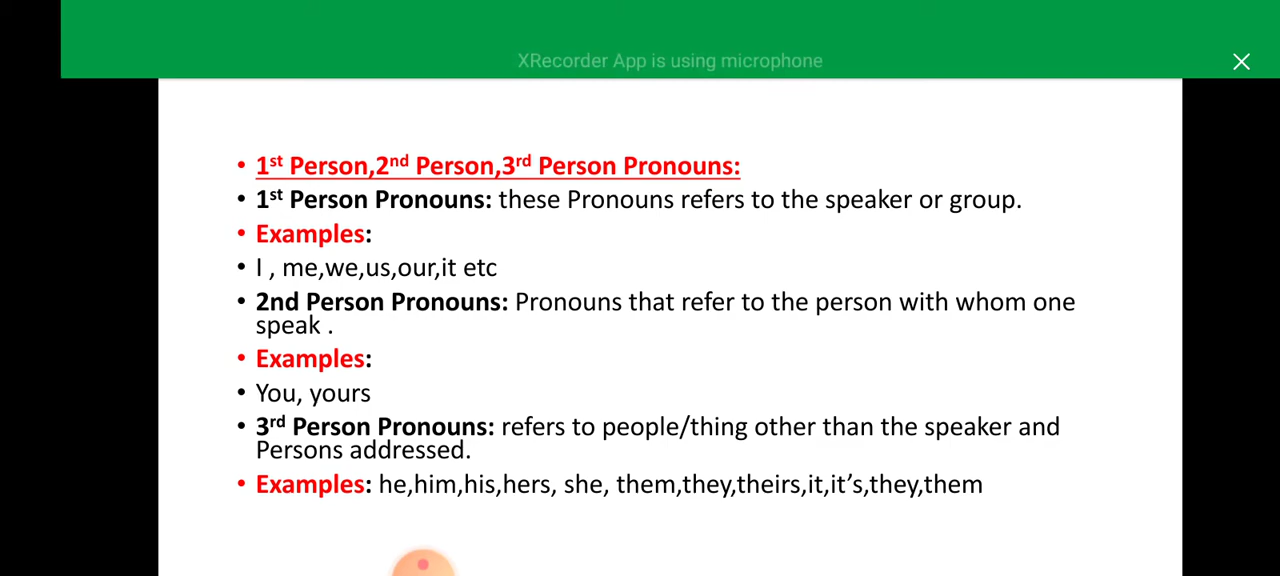 XRecorder App is using microphone
• 1st Person,2nd Person,3rd Person Pronouns:
• 1st Person Pronouns: these Pronouns refers to the speaker or group.
• Examples:
• I , me,we,us,our,it etc
• 2nd Person Pronouns: Pronouns that refer to the person with whom one
speak .
• Examples:
• You, yours
• 3rd Person Pronouns: refers to people/thing other than the speaker and
Persons addressed.
• Examples: he,him,his,hers, she, them,they,theirs,it,it’s,they,them